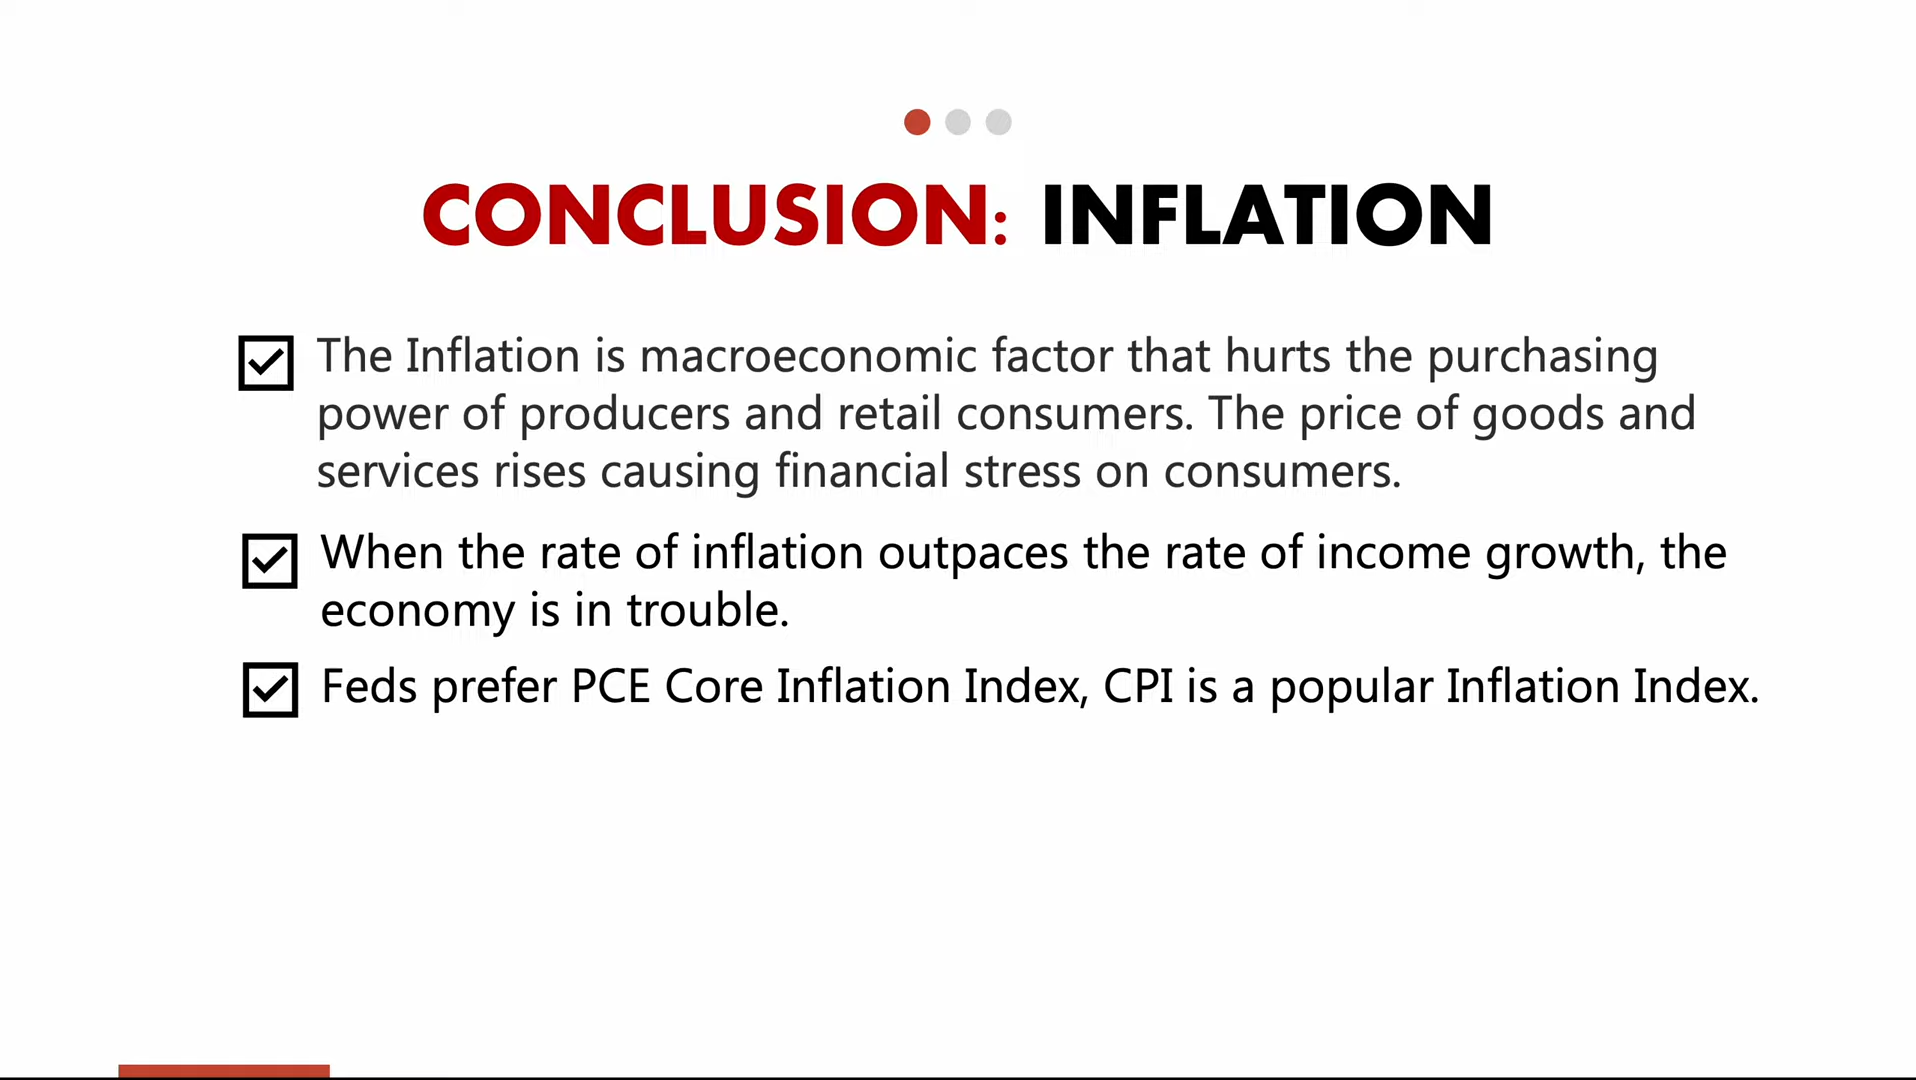 CONCLUSION: INFLATION
The Inflation is macroeconomic factor that hurts the purchasing
power of producers and retail consumers. The price of goods and
services rises causing financial stress on consumers.
When the rate of inflation outpaces the rate of income growth, the
economy is in trouble.
Feds prefer PCE Core Inflation Index, CPI is a popular Inflation Index.